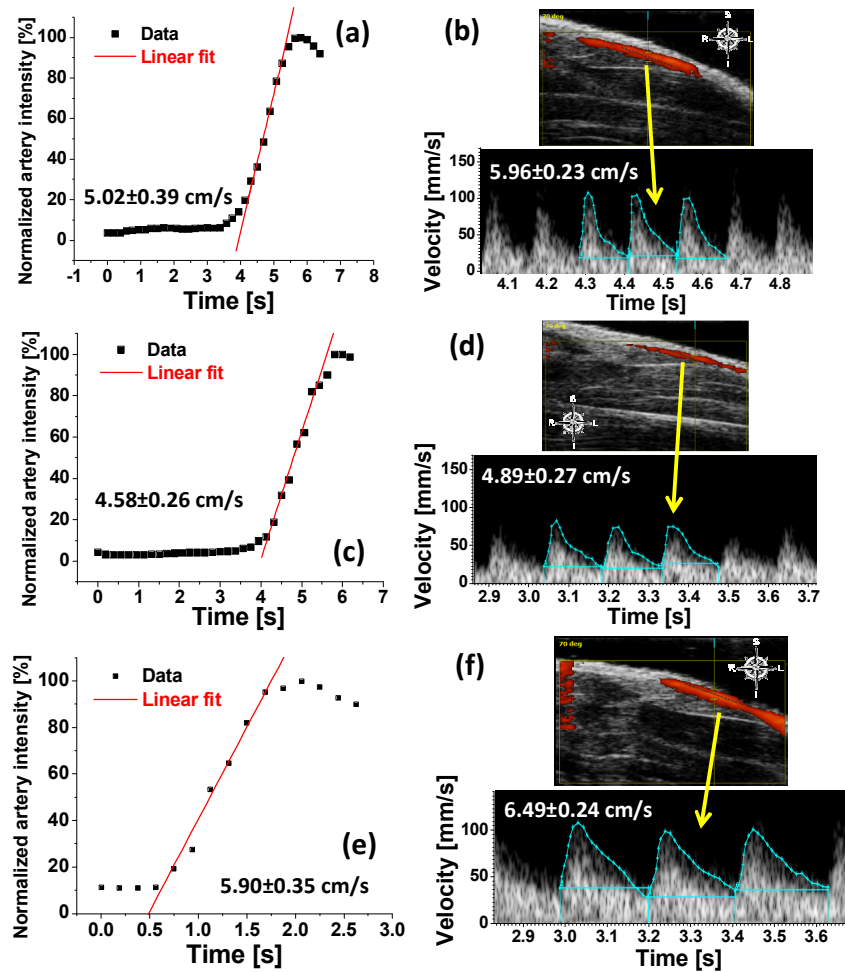 (a)
Data
Linear fit
Normalized artery intensity [%]
100
80
60
40
20
0
5.02±0.39 cm/s
-1 0 1 2 3 4 5 6 7 8
Time [s]
(b)
70 deg
S
R L
I
Velocity [mm/s]
150
100
50
0
5.96±0.23 cm/s
4.1 4.2 4.3 4.4 4.5 4.6 4.7 4.8
Time [s]
Data
Linear fit
Normalized artery intensity [%]
100
80
60
40
20
0
4.58±0.26 cm/s
(c)
0 1 2 3 4 5 6 7
Time [s]
(d)
70 deg
S
R L
I
Velocity [mm/s]
150
100
50
0
4.89±0.27 cm/s
2.9 3.0 3.1 3.2 3.3 3.4 3.5 3.6 3.7
Time [s]
Data
Linear fit
Normalized artery intensity [%]
100
80
60
40
20
0
(e)
5.90±0.35 cm/s
0.0 0.5 1.0 1.5 2.0 2.5 3.0
Time [s]
(f)
70 deg
S
R L
I
Velocity [mm/s]
100
50
0
6.49±0.24 cm/s
2.9 3.0 3.1 3.2 3.3 3.4 3.5 3.6
Time [s]